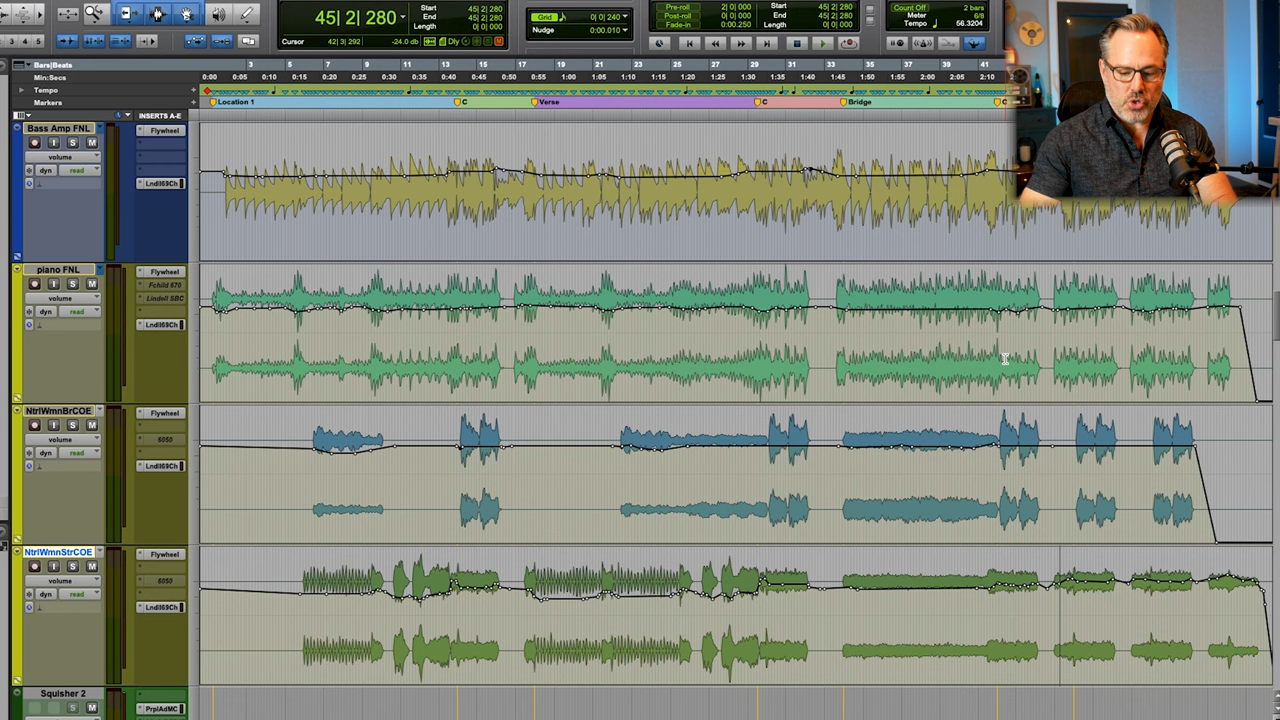 45| 2| 280
Start 45| 2| 280
End 45| 2| 280
Length 0| 0| 000
Cursor 42| 3| 292 -24.0 db Dly
Grid 0| 0| 240
Nudge 0|0.010
Pre-roll 2| 0| 000
Post-roll 0| 0| 000
Fade-in 0:00.250
Start 45| 2| 280
End 45| 2| 280
Length 0| 0| 000
Count Off 2 bars
Meter 6/8
Tempo 56.3204
3 4 5
Bars|Beats 3 5 7 9 11 13 15 17 19 21 23 25 27 29 31 33 35 37 39 41
Min:Secs 0:00 0:05 0:10 0:15 0:20 0:25 0:30 0:35 0:40 0:45 0:50 0:55 1:00 1:05 1:10 1:15 1:20 1:25 1:30 1:35 1:40 1:45 1:50 1:55 2:00 2:05 2:10
Tempo
Markers Location 1 C Verse C Bridge C
INSERTS A-E
Bass Amp FNL Flywheel
I S M
volume
dyn read
Lndll69Ch
piano FNL Flywheel
I S M Fchild 670
volume Lindell SBC
dyn read
Lndll69Ch
NtrlWmnBrCOE Flywheel
I S M
volume 6050
dyn read
Lndll69Ch
NtrlWmnStrCOE Flywheel
I S M
volume 6050
dyn read
Lndll69Ch
Squisher 2
S M PrplAdMC